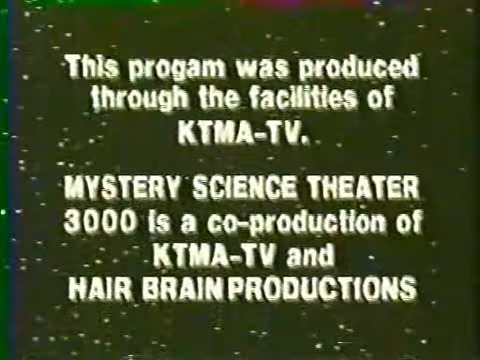 This progam was produced
through the facilities of
KTMA-TV.
MYSTERY SCIENCE THEATER
3000 is a co-production of
KTMA-TV and
HAIR BRAIN PRODUCTIONS